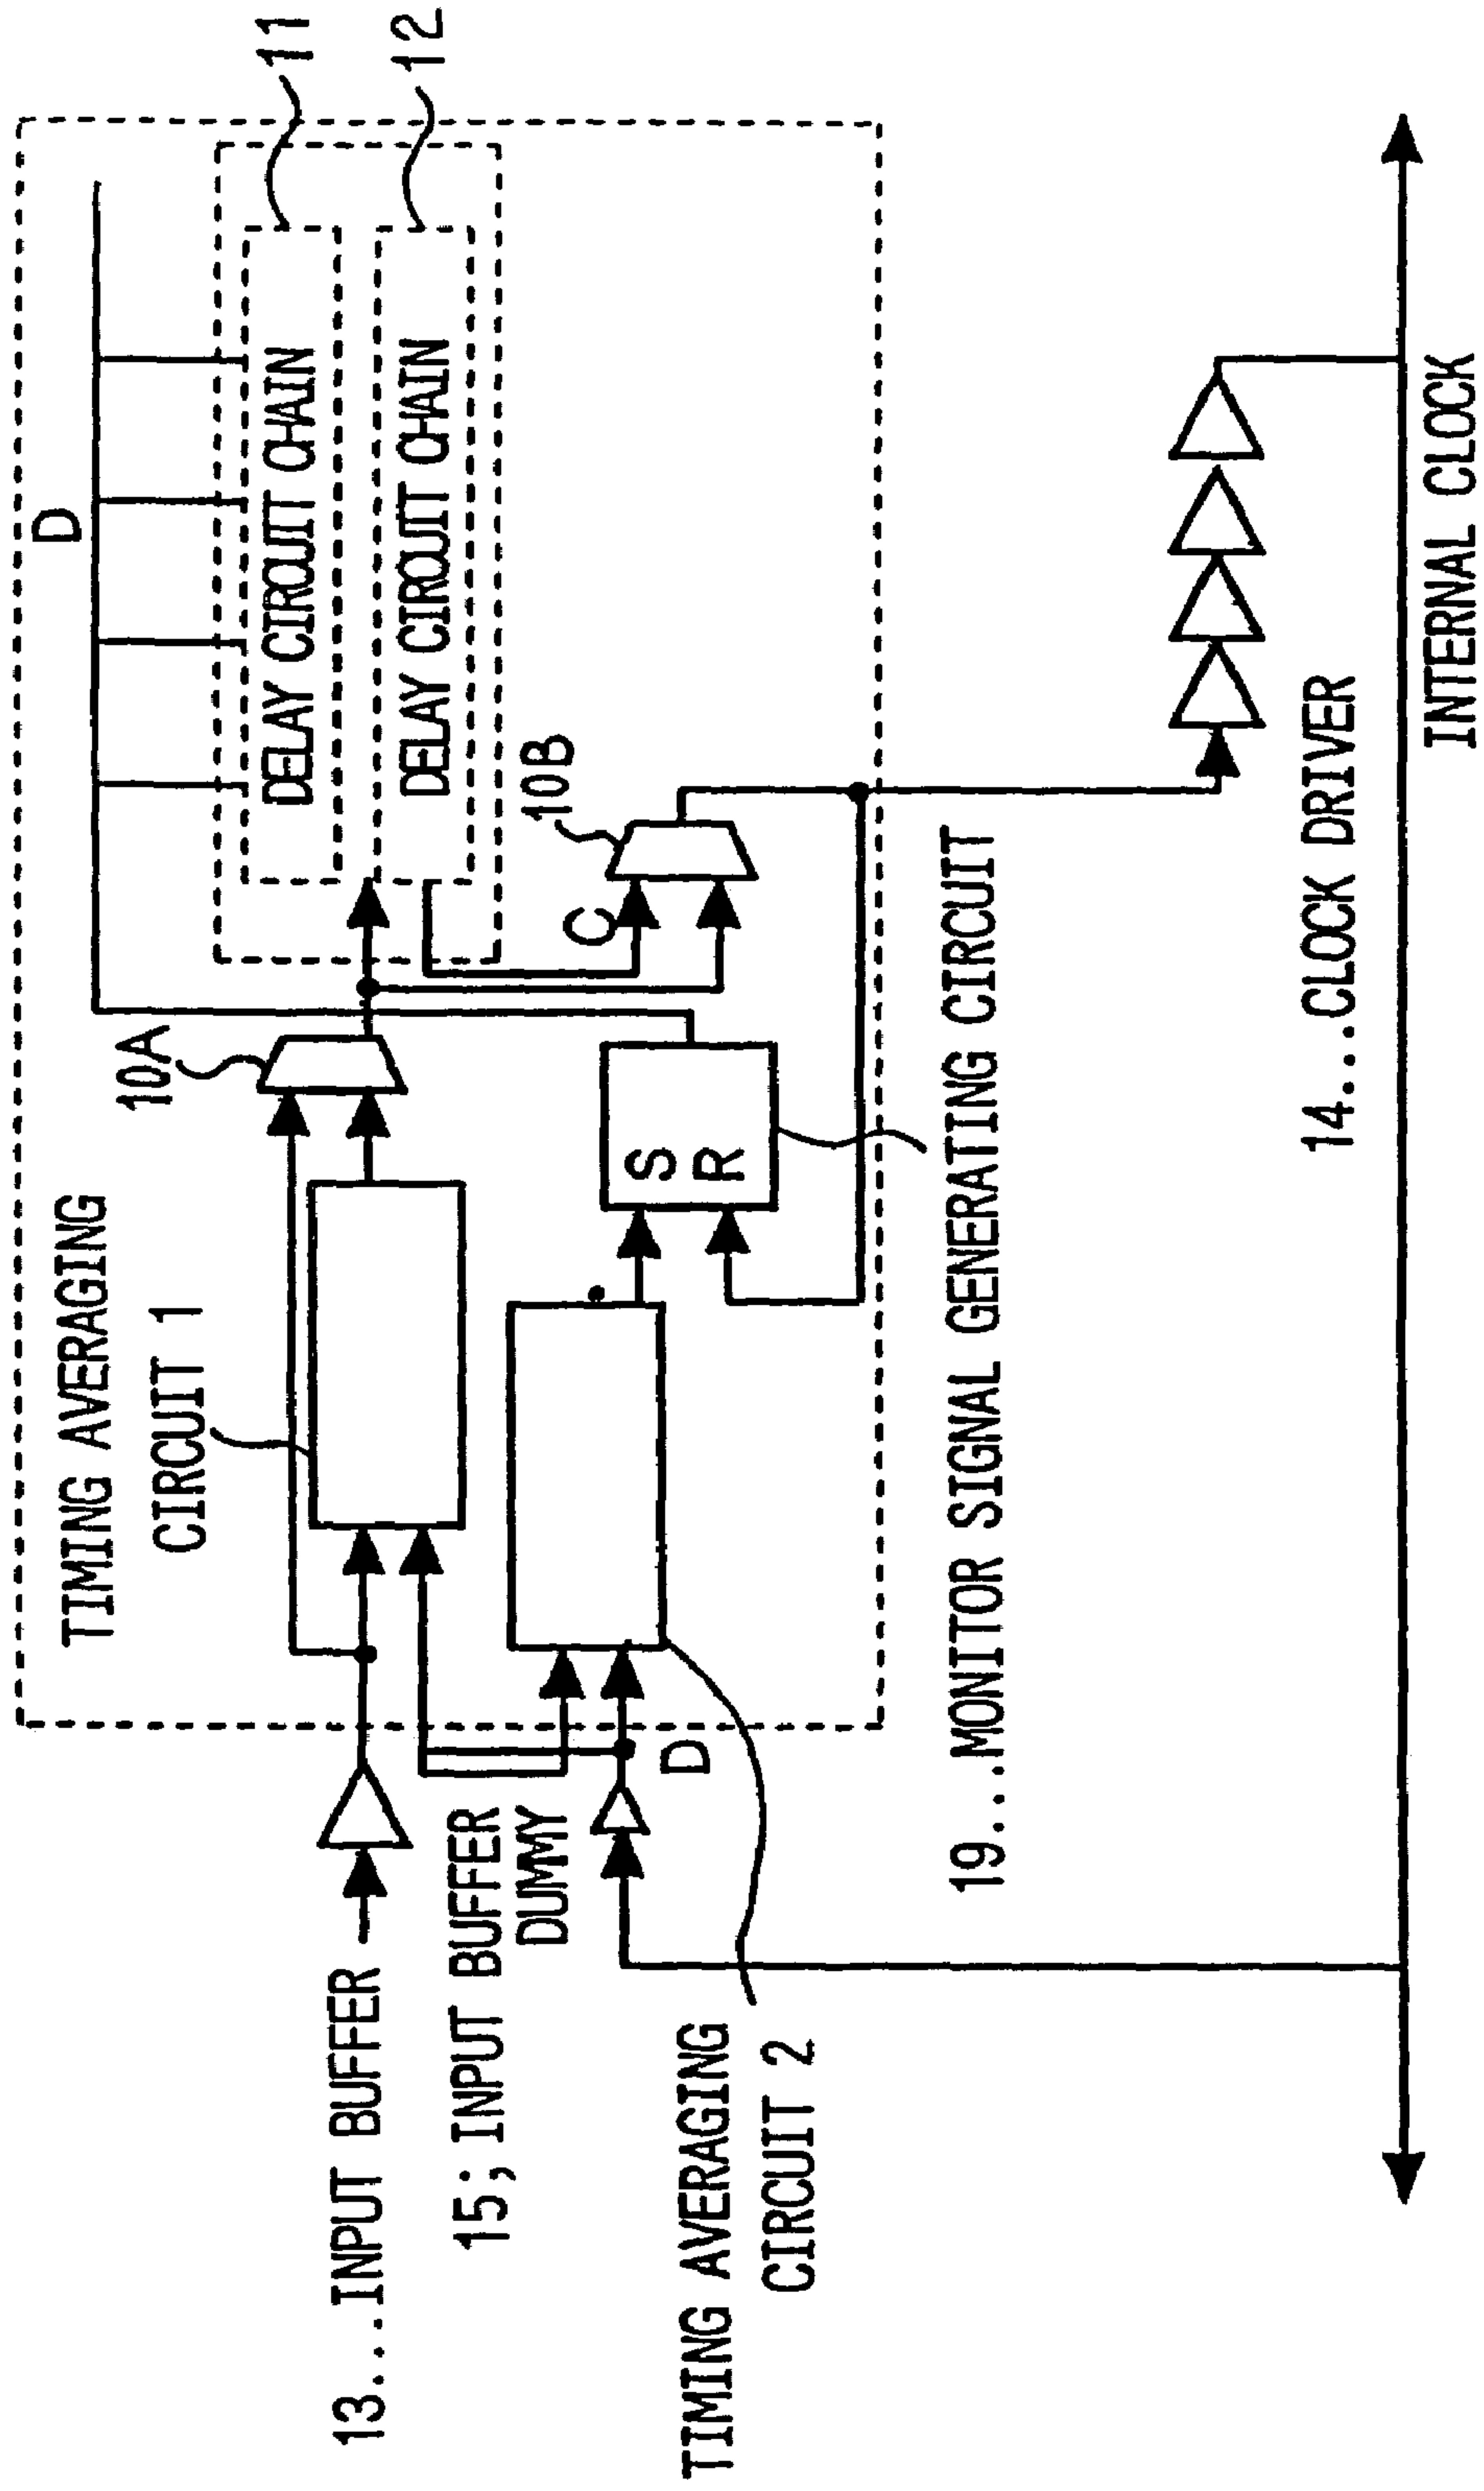 TIMING AVERAGING
CIRCUIT 1
10A
D
11
12
DELAY CIRCUIT CHAIN
DELAY CIRCUIT CHAIN
13...INPUT BUFFER
15; INPUT BUFFER
DUMMY
C
10B
S
R
D
TIMING AVERAGING
CIRCUIT 2
19...MONITOR SIGNAL GENERATING CIRCUIT
14...CLOCK DRIVER
INTERNAL CLOCK